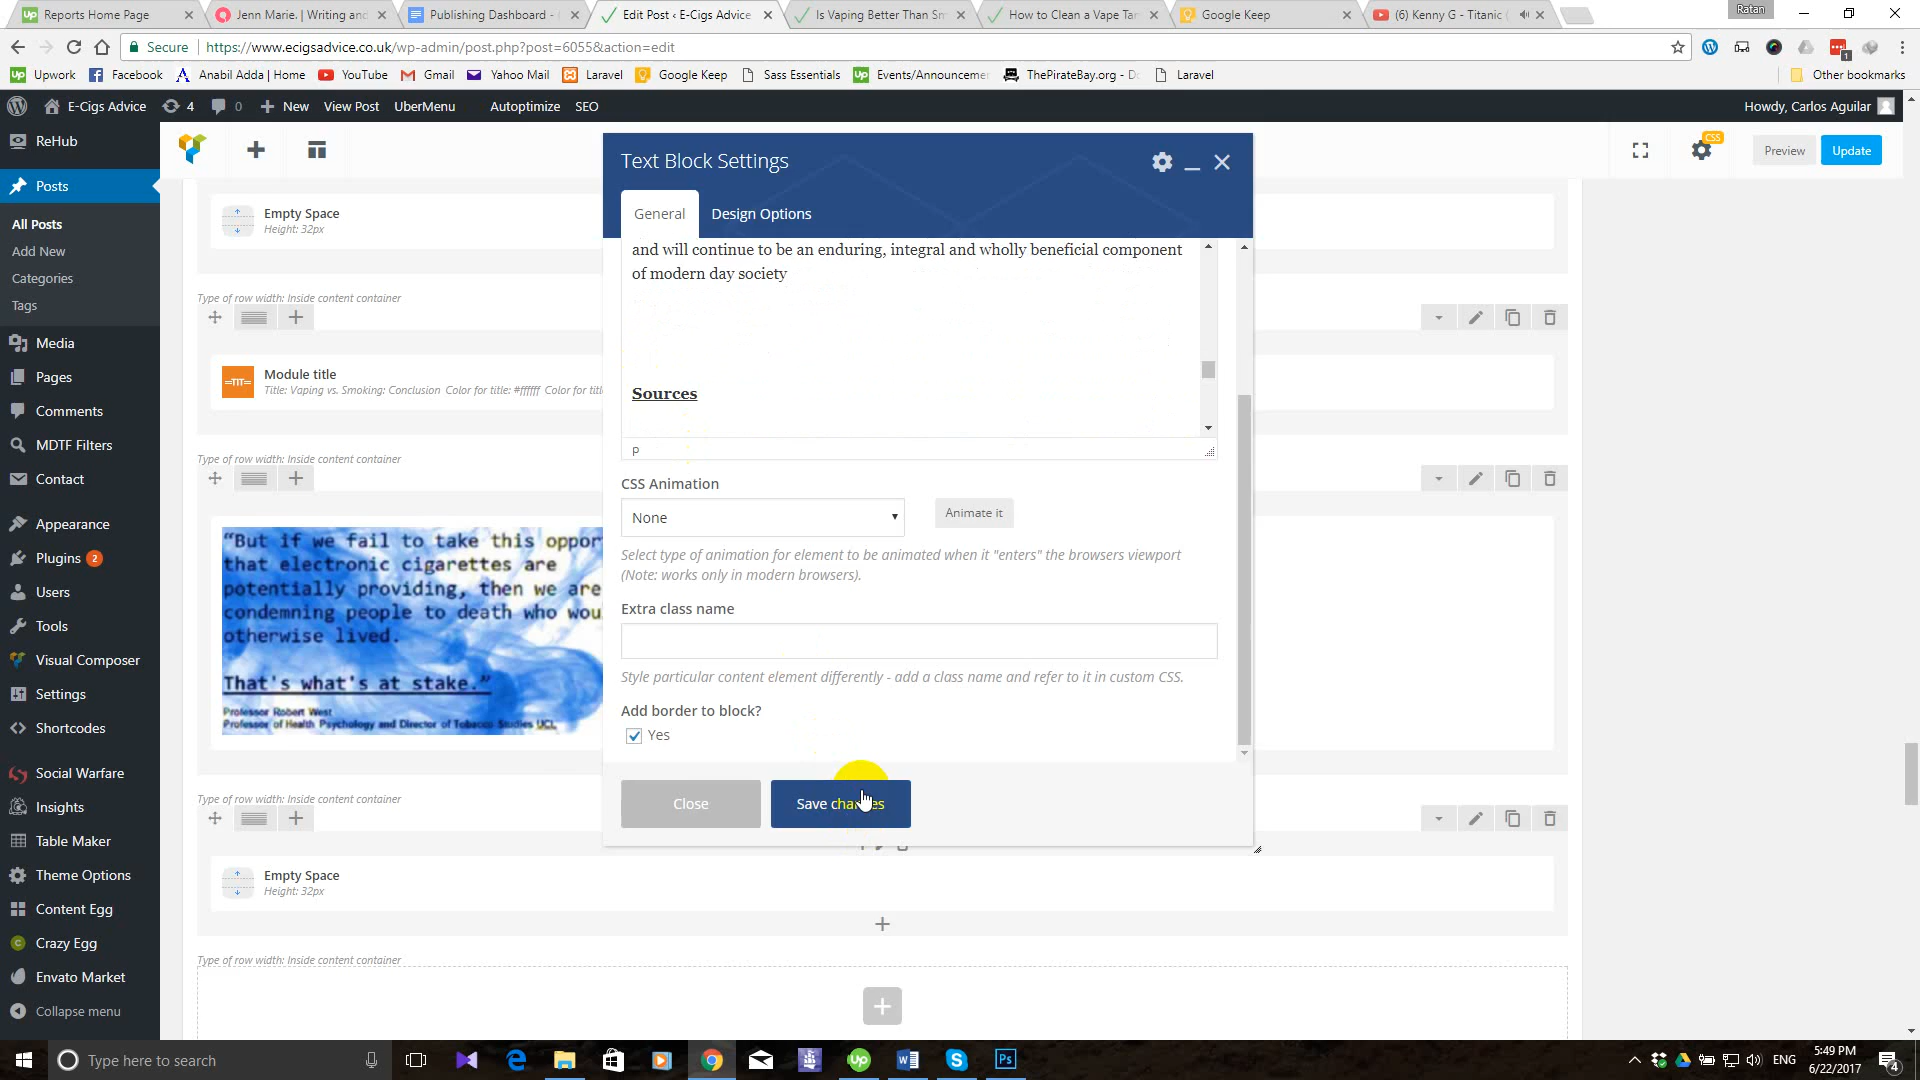 Reports Home Page
Jenn Marie. | Writing and
Publishing Dashboard -
Edit Post ‹ E-Cigs Advice
Is Vaping Better Than Sm
How to Clean a Vape Tan
Google Keep
(6) Kenny G - Titanic
Ratan
Secure
https://www.ecigsadvice.co.uk/wp-admin/post.php?post=6055&action=edit
1
Upwork
Facebook
Anabil Adda | Home
YouTube
Gmail
Yahoo Mail
Laravel
Google Keep
Sass Essentials
Events/Announcemen
ThePirateBay.org - Do
Laravel
Other bookmarks
E-Cigs Advice
4
0
New
View Post
UberMenu
Autoptimize
SEO
Howdy, Carlos Aguilar
ReHub
Posts
All Posts
Add New
Categories
Tags
Media
Pages
Comments
MDTF Filters
Contact
Appearance
Plugins 2
Users
Tools
Visual Composer
Settings
Shortcodes
Social Warfare
Insights
Table Maker
Theme Options
Content Egg
Crazy Egg
Envato Market
Collapse menu
CSS
Preview
Update
Empty Space
Height: 32px
Type of row width: Inside content container
Module title
Title: Vaping vs. Smoking: Conclusion Color for title: #ffffff Color for titl
Type of row width: Inside content container
"But if we fail to take this oppor
that electronic cigarettes are
potentially providing, then we are
condemning people to death who wou
otherwise lived.
That's what's at stake."
Professor Robert West
Professor of Health Psychology and Director of Tobacco Studies UCL
Type of row width: Inside content container
Empty Space
Height: 32px
Type of row width: Inside content container
Text Block Settings
General
Design Options
and will continue to be an enduring, integral and wholly beneficial component
of modern day society
Sources
p
CSS Animation
None
Animate it
Select type of animation for element to be animated when it "enters" the browsers viewport
(Note: works only in modern browsers).
Extra class name
Style particular content element differently - add a class name and refer to it in custom CSS.
Add border to block?
Yes
Close
Save changes
Type here to search
ENG
5:49 PM
6/22/2017
4